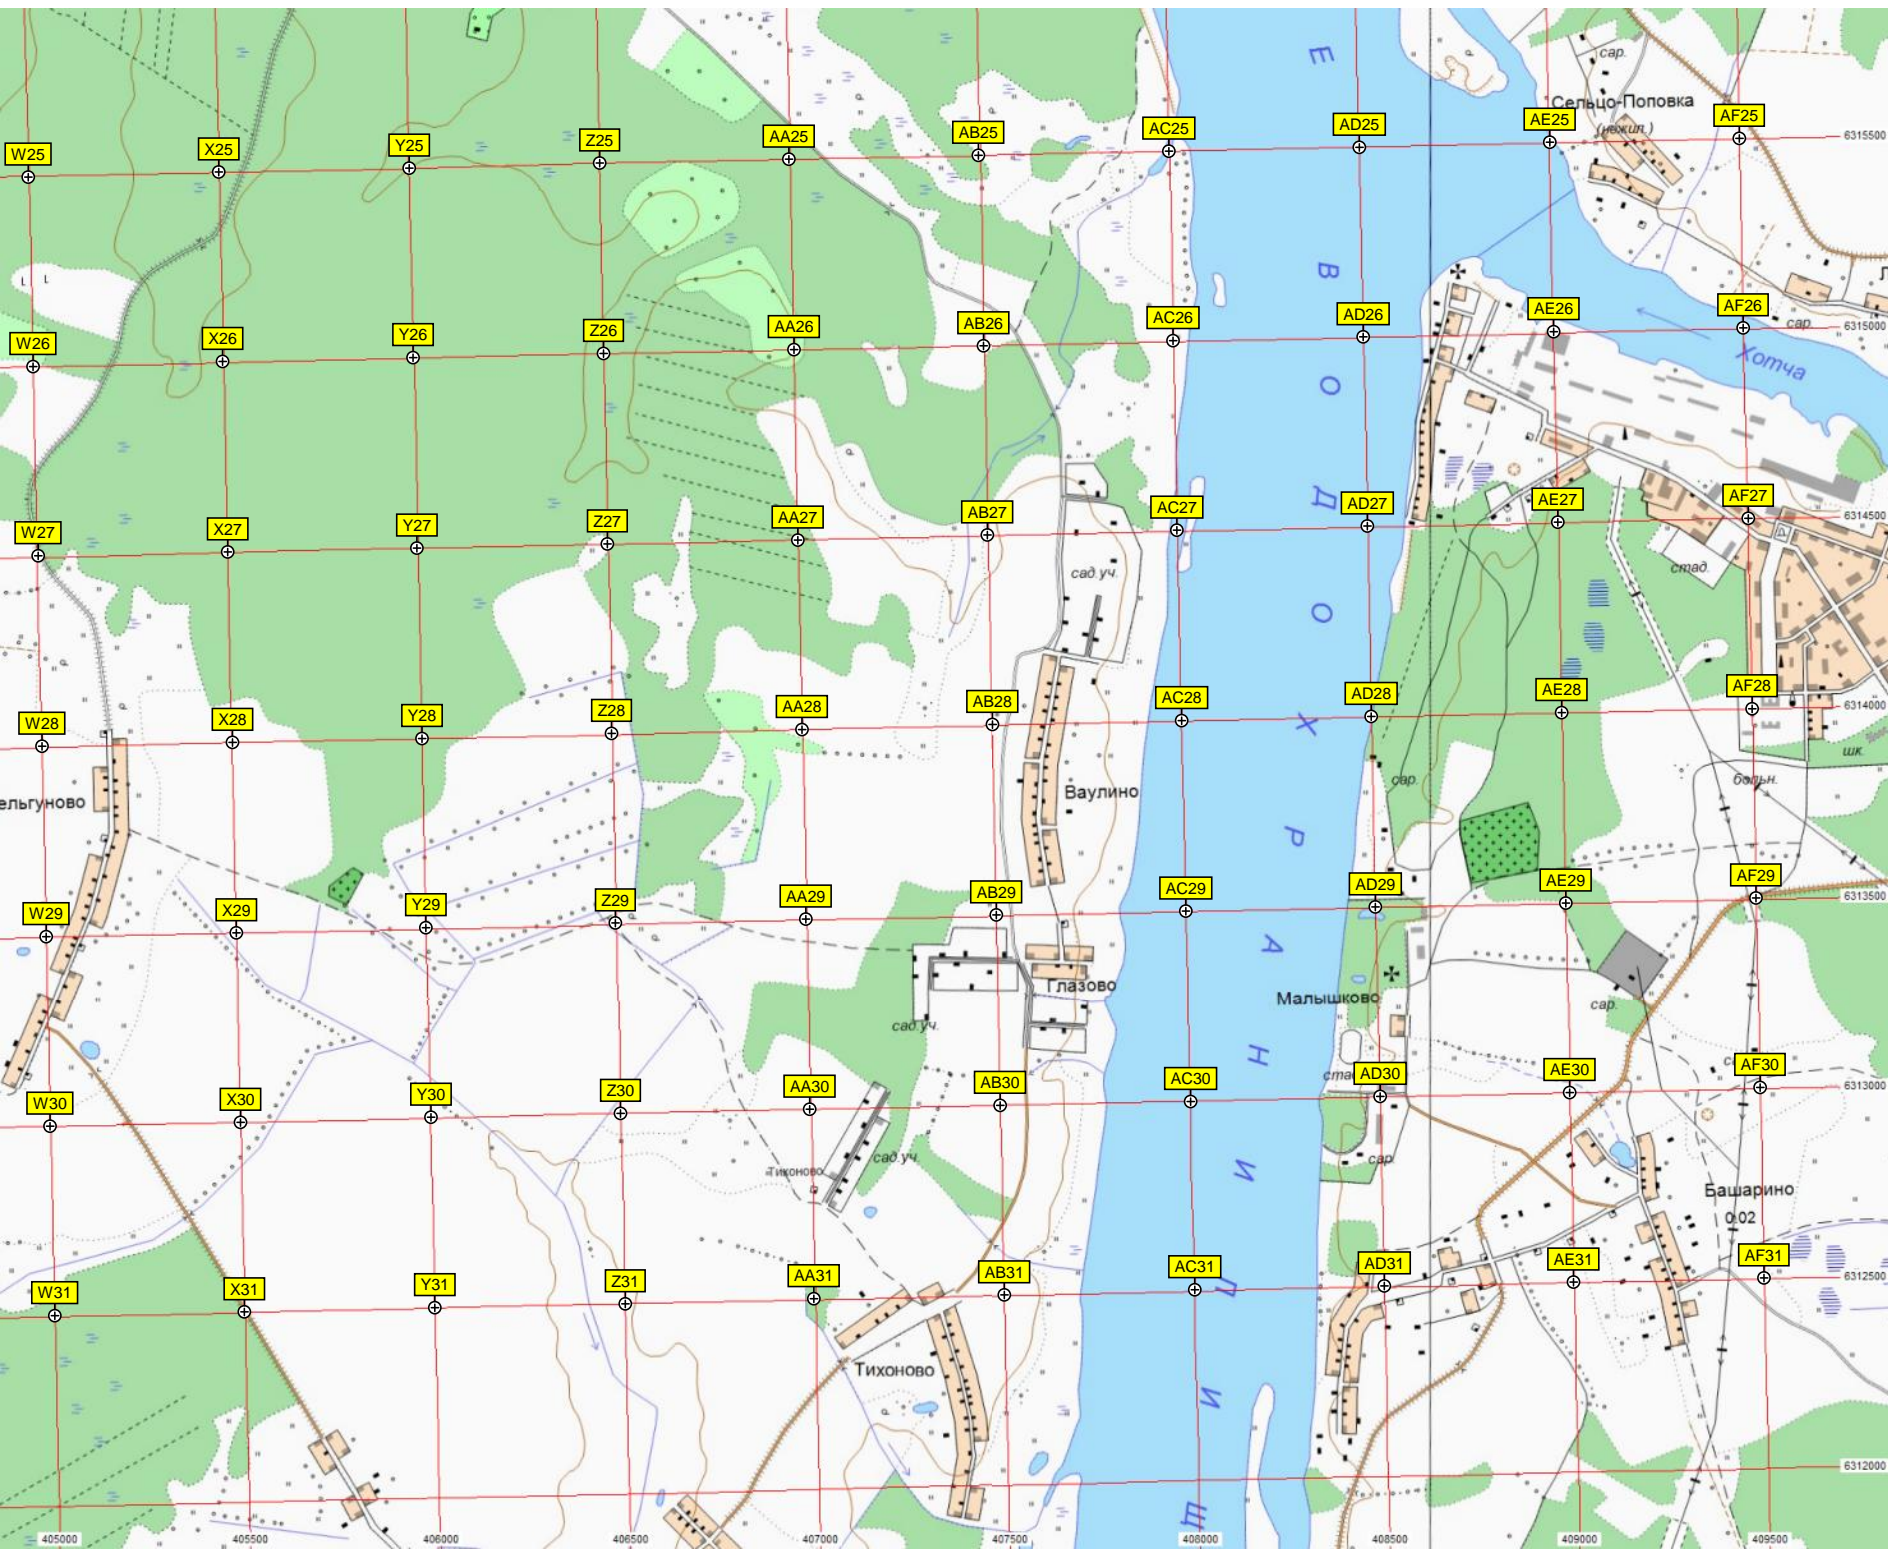 Е
сар.
Сельцо-Поповка
(нежил.)
W25
X25
Y25
Z25
AA25
AB25
AC25
AD25
AE25
AF25
6315500
В
W26
X26
Y26
Z26
AA26
AB26
AC26
AD26
AE26
AF26
сар.
6315000
Хотча
О
W27
X27
Y27
Z27
AA27
AB27
AC27
AD27
AE27
AF27
6314500
Д
сад.уч.
стад.
О
W28
X28
Y28
Z28
AA28
AB28
AC28
AD28
AE28
AF28
6314000
Х
шк.
сар.
больн.
ельгуново
Ваулино
Р
W29
X29
Y29
Z29
AA29
AB29
AC29
AD29
AE29
AF29
6313500
А
Глазово
Малышково
сар.
сад.уч.
Н
W30
X30
Y30
Z30
AA30
AB30
AC30
AD30
AE30
AF30
6313000
сад.уч.
сар.
Тихоново
И
Башарино
0.02
W31
X31
Y31
Z31
AA31
AB31
AC31
AD31
AE31
AF31
6312500
Л
Тихоново
И
6312000
Щ
405000
405500
406000
406500
407000
407500
408000
408500
409000
409500